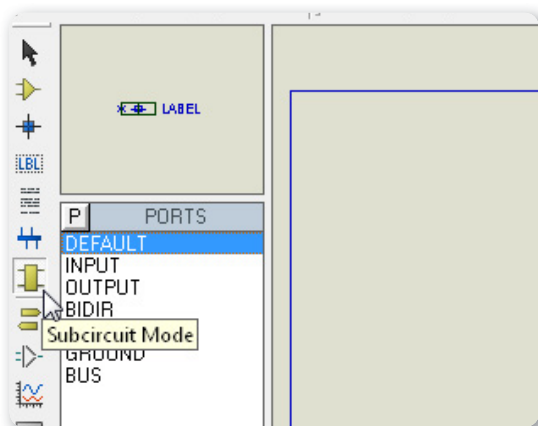 LABEL
LBL
P PORTS
DEFAULT
INPUT
OUTPUT
BIDIR
Subcircuit Mode
GROUND
BUS